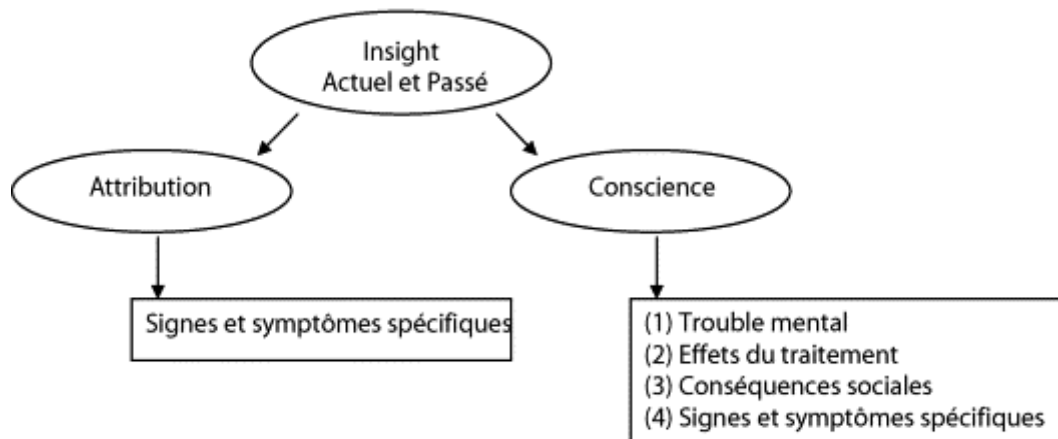 Insight
Actuel et Passé
Attribution
Conscience
Signes et symptômes spécifiques
(1) Trouble mental
(2) Effets du traitement
(3) Conséquences sociales
(4) Signes et symptômes spécifiques